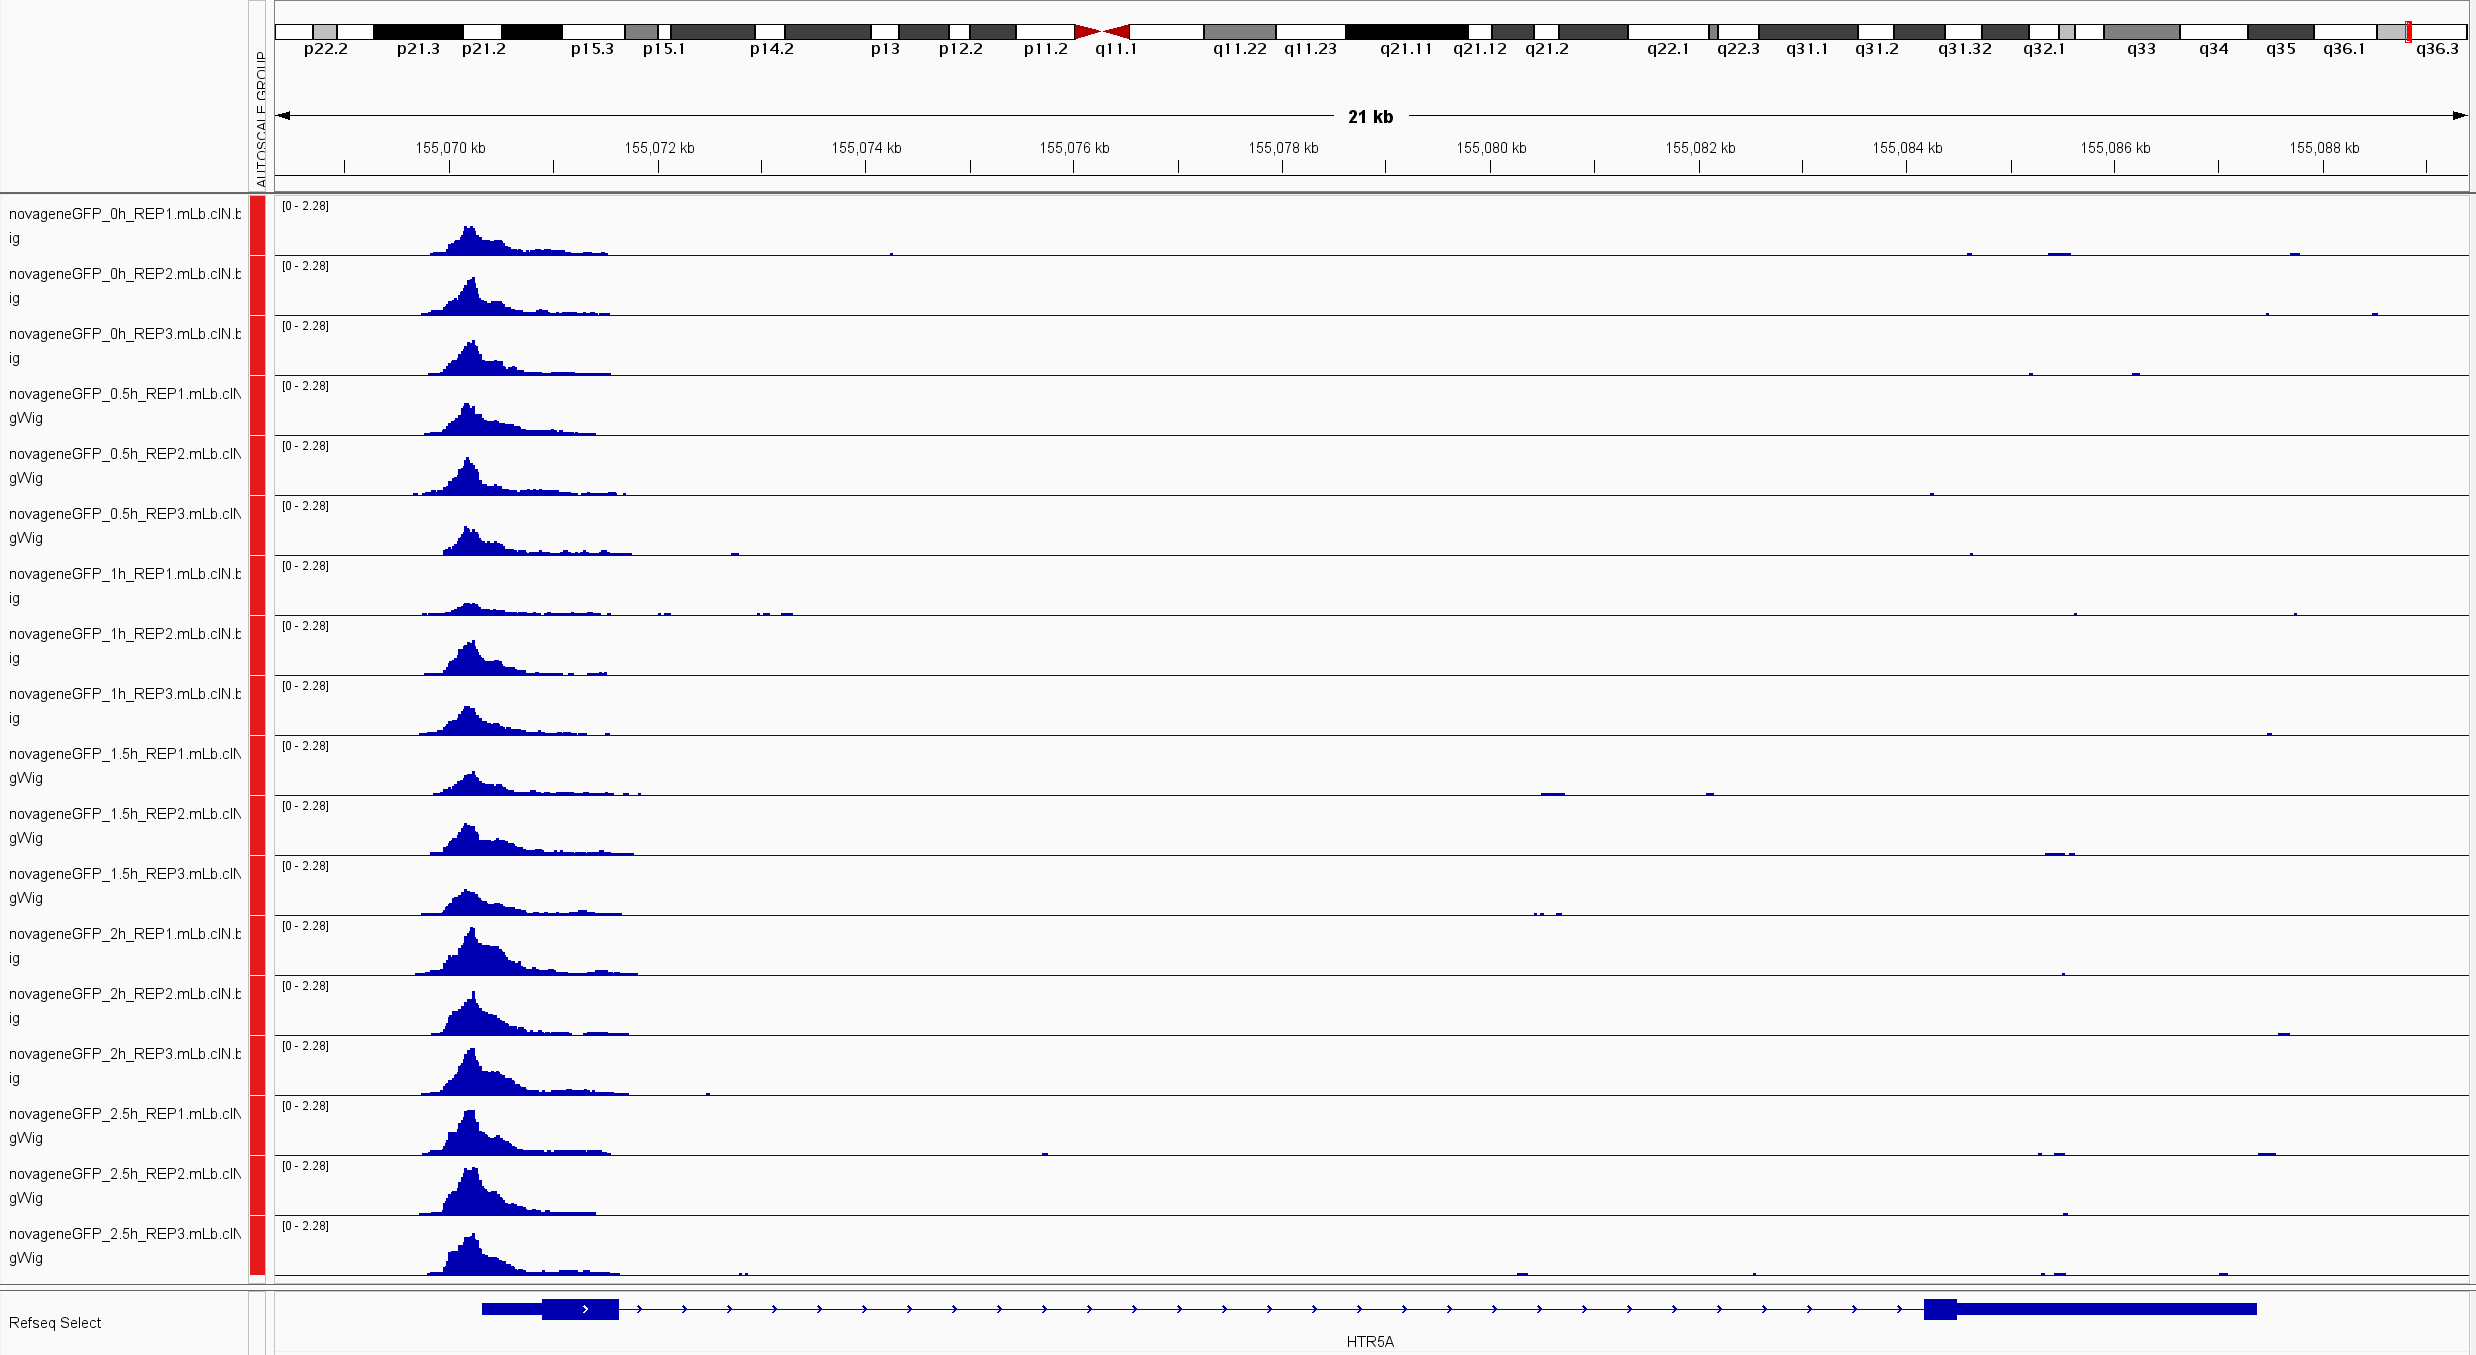 p22.2 p21.3 p21.2 p15.3 p15.1 p14.2 p13 p12.2 p11.2 q11.1 q11.22 q11.23 q21.11 q21.12 q21.2 q22.1 q22.3 q31.1 q31.2 q31.32 q32.1 q33 q34 q35 q36.1 q36.3
AUTOSCALE GROUP
21 kb
155,070 kb 155,072 kb 155,074 kb 155,076 kb 155,078 kb 155,080 kb 155,082 kb 155,084 kb 155,086 kb 155,088 kb
novageneGFP_0h_REP1.mLb.clN.b [0 - 2.28]
ig
novageneGFP_0h_REP2.mLb.clN.b [0 - 2.28]
ig
novageneGFP_0h_REP3.mLb.clN.b [0 - 2.28]
ig
novageneGFP_0.5h_REP1.mLb.clN [0 - 2.28]
gWig
novageneGFP_0.5h_REP2.mLb.clN [0 - 2.28]
gWig
novageneGFP_0.5h_REP3.mLb.clN [0 - 2.28]
gWig
novageneGFP_1h_REP1.mLb.clN.b [0 - 2.28]
ig
novageneGFP_1h_REP2.mLb.clN.b [0 - 2.28]
ig
novageneGFP_1h_REP3.mLb.clN.b [0 - 2.28]
ig
novageneGFP_1.5h_REP1.mLb.clN [0 - 2.28]
gWig
novageneGFP_1.5h_REP2.mLb.clN [0 - 2.28]
gWig
novageneGFP_1.5h_REP3.mLb.clN [0 - 2.28]
gWig
novageneGFP_2h_REP1.mLb.clN.b [0 - 2.28]
ig
novageneGFP_2h_REP2.mLb.clN.b [0 - 2.28]
ig
novageneGFP_2h_REP3.mLb.clN.b [0 - 2.28]
ig
novageneGFP_2.5h_REP1.mLb.clN [0 - 2.28]
gWig
novageneGFP_2.5h_REP2.mLb.clN [0 - 2.28]
gWig
novageneGFP_2.5h_REP3.mLb.clN [0 - 2.28]
gWig
Refseq Select
HTR5A